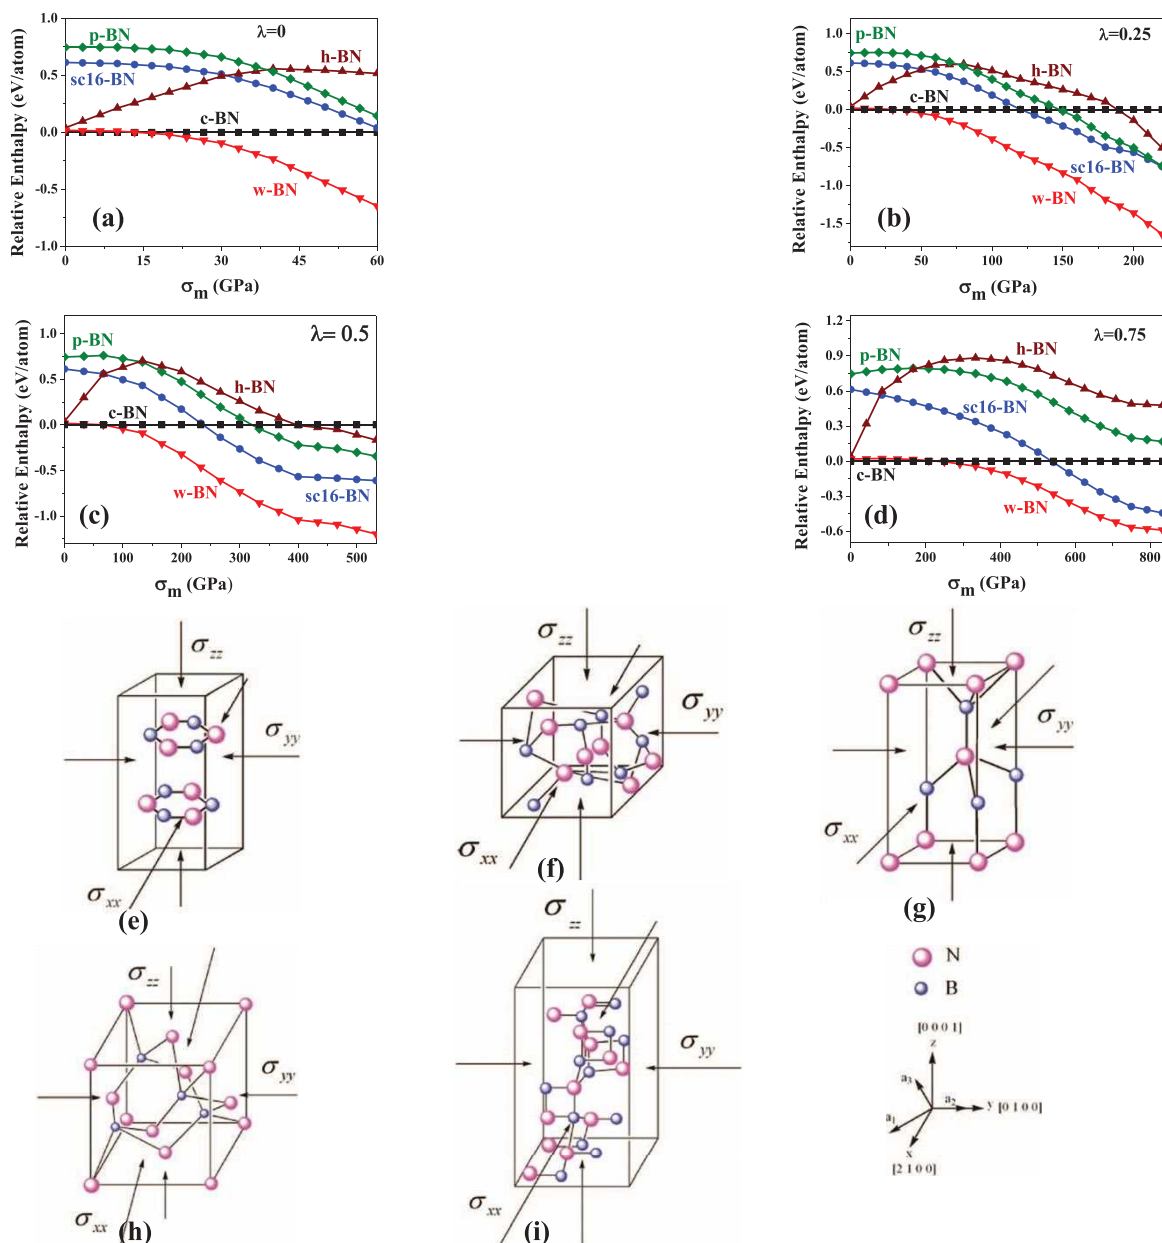 Relative Enthalpy (eV/atom)
1.0
0.5
0.0
-0.5
-1.0
λ=0
p-BN
h-BN
sc16-BN
c-BN
w-BN
(a)
0 15 30 45 60
σm (GPa)
Relative Enthalpy (eV/atom)
1.0
0.5
0.0
-0.5
-1.0
-1.5
λ=0.25
p-BN
h-BN
c-BN
sc16-BN
w-BN
(b)
0 50 100 150 200
σm (GPa)
Relative Enthalpy (eV/atom)
1.0
0.5
0.0
-0.5
-1.0
λ= 0.5
p-BN
h-BN
c-BN
w-BN
sc16-BN
(c)
0 100 200 300 400 500
σm (GPa)
Relative Enthalpy (eV/atom)
1.2
0.9
0.6
0.3
0.0
-0.3
-0.6
λ=0.75
p-BN
h-BN
sc16-BN
c-BN
w-BN
(d)
0 200 400 600 800
σm (GPa)
σzz
σyy
σxx
(e)
σzz
σyy
σxx
(f)
σzz
σyy
σxx
(g)
σzz
σyy
σxx
(h)
σzz
σyy
σxx
(i)
N
B
[0 0 0 1]
z
a3
a2
y [0 1 0 0]
a1
x
[2 1 0 0]